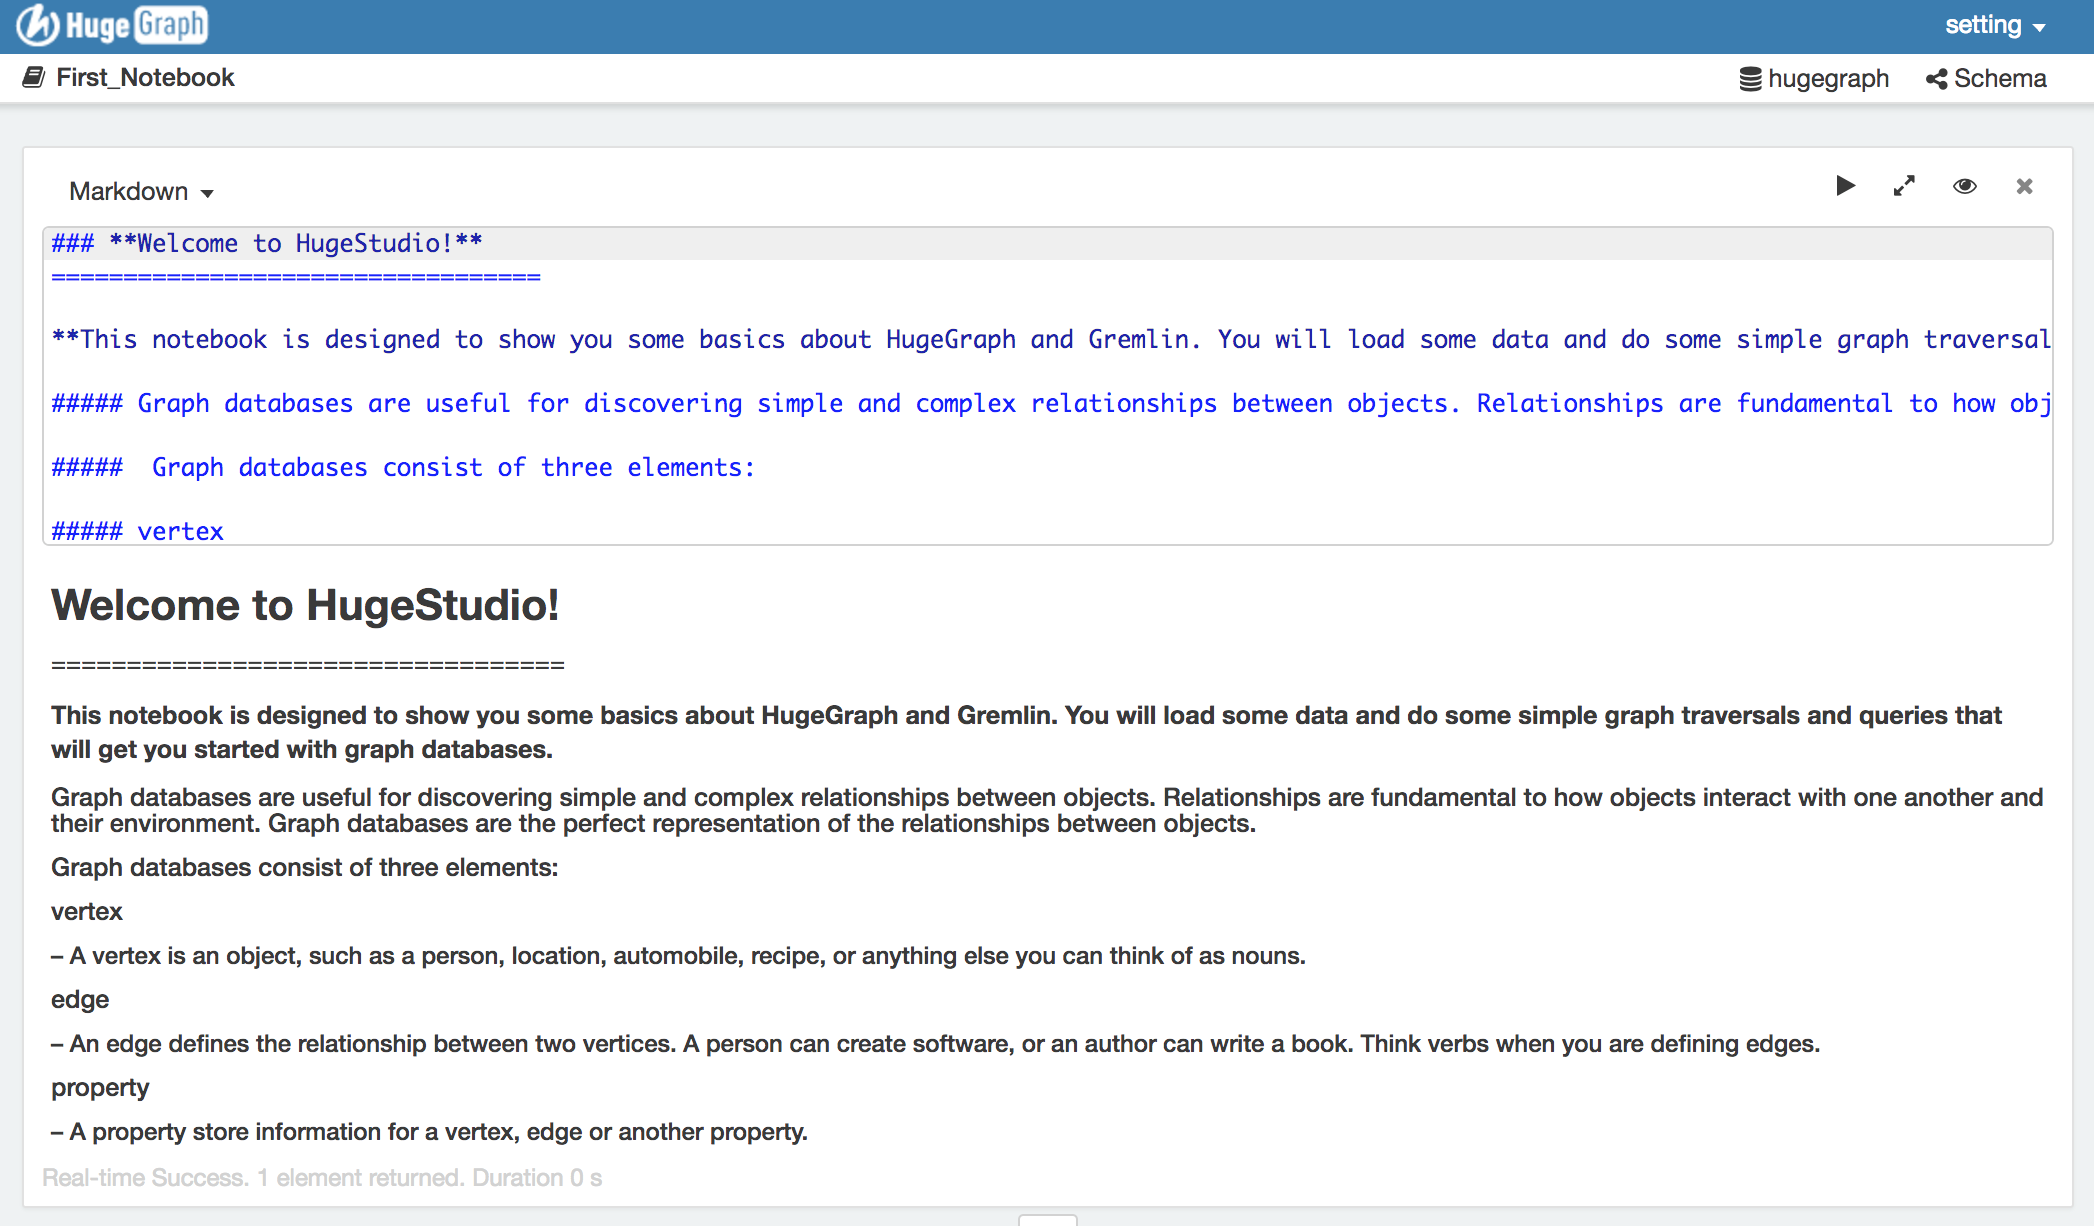 Huge Graph
setting
First_Notebook
hugegraph
Schema
Markdown
### **Welcome to HugeStudio!**
==================================
**This notebook is designed to show you some basics about HugeGraph and Gremlin. You will load some data and do some simple graph traversal
##### Graph databases are useful for discovering simple and complex relationships between objects. Relationships are fundamental to how obj
#####  Graph databases consist of three elements:
##### vertex
Welcome to HugeStudio!
==================================
This notebook is designed to show you some basics about HugeGraph and Gremlin. You will load some data and do some simple graph traversals and queries that
will get you started with graph databases.
Graph databases are useful for discovering simple and complex relationships between objects. Relationships are fundamental to how objects interact with one another and
their environment. Graph databases are the perfect representation of the relationships between objects.
Graph databases consist of three elements:
vertex
– A vertex is an object, such as a person, location, automobile, recipe, or anything else you can think of as nouns.
edge
– An edge defines the relationship between two vertices. A person can create software, or an author can write a book. Think verbs when you are defining edges.
property
– A property store information for a vertex, edge or another property.
Real-time Success. 1 element returned. Duration 0 s